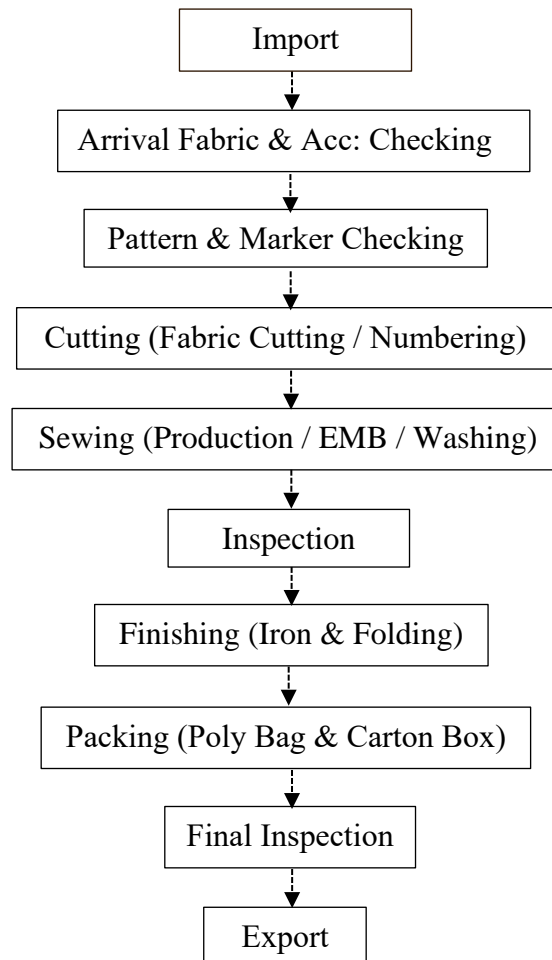 Import
Arrival Fabric & Acc: Checking
Pattern & Marker Checking
Cutting (Fabric Cutting / Numbering)
Sewing (Production / EMB / Washing)
Inspection
Finishing (Iron & Folding)
Packing (Poly Bag & Carton Box)
Final Inspection
Export